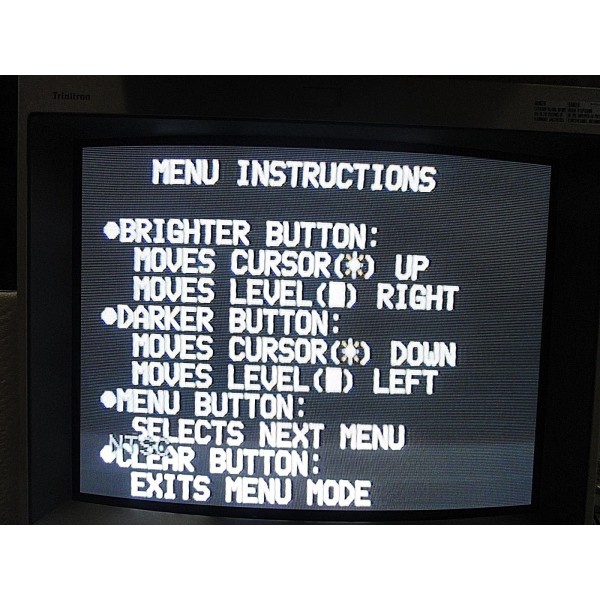 Trinitron
MENU INSTRUCTIONS
●BRIGHTER BUTTON:
MOVES CURSOR(✱) UP
MOVES LEVEL(■) RIGHT
●DARKER BUTTON:
MOVES CURSOR(✱) DOWN
MOVES LEVEL(■) LEFT
●MENU BUTTON:
SELECTS NEXT MENU
NTSC
●CLEAR BUTTON:
EXITS MENU MODE